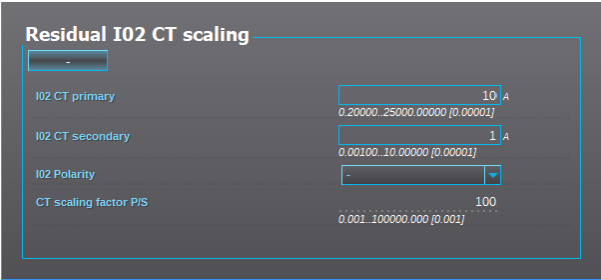 Residual I02 CT scaling
-
I02 CT primary 10 A
0.20000..25000.00000 [0.00001]
I02 CT secondary 1 A
0.00100..10.00000 [0.00001]
I02 Polarity -
CT scaling factor P/S 100
0.001..100000.000 [0.001]